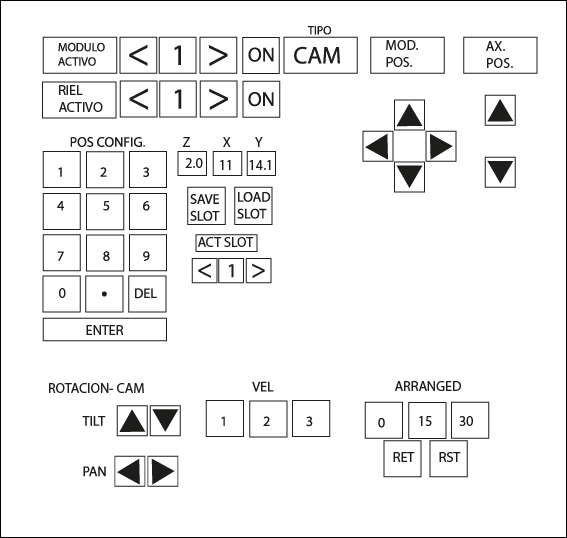 TIPO
MODULO
ACTIVO
< 1 > ON CAM
MOD.
POS.
AX.
POS.
RIEL
ACTIVO
< 1 > ON
POS CONFIG. Z X Y
2.0 11 14.1
1 2 3
4 5 6
7 8 9
0 • DEL
ENTER
SAVE
SLOT
LOAD
SLOT
ACT SLOT
< 1 >
ROTACION- CAM
TILT
PAN
VEL
1 2 3
ARRANGED
0 15 30
RET RST